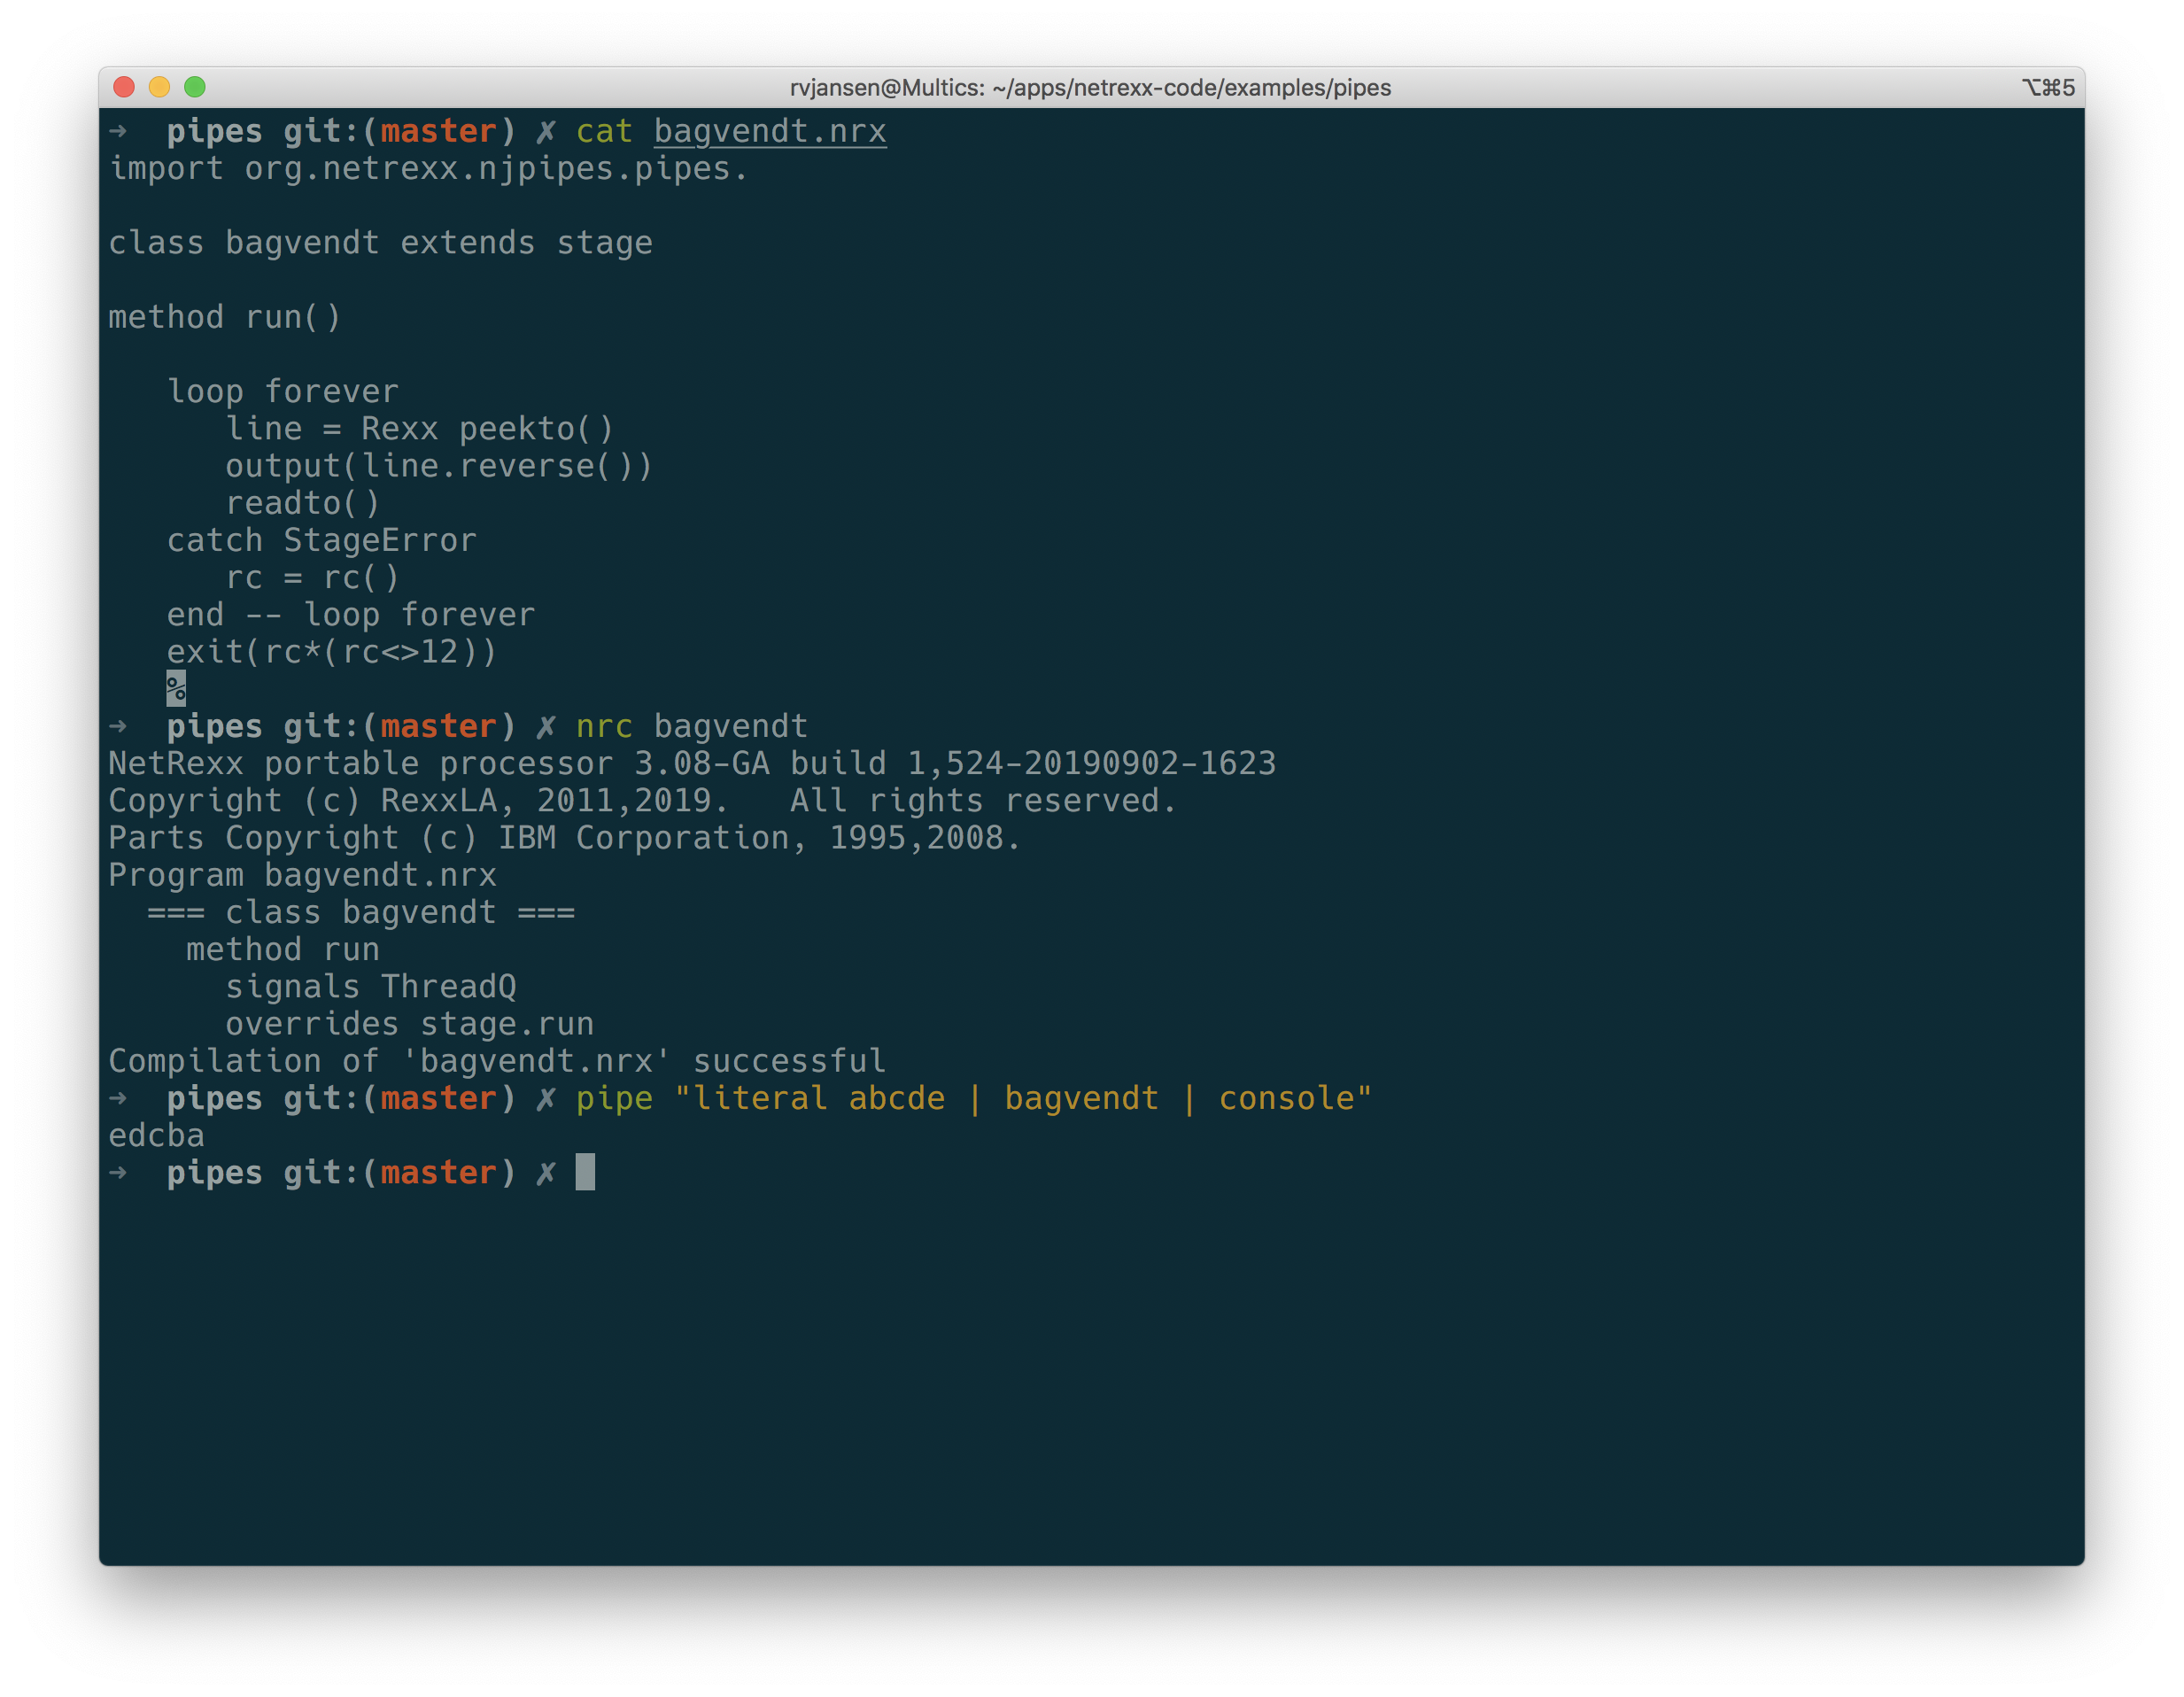 rvjansen@Multics: ~/apps/netrexx-code/examples/pipes ⌥⌘5
➜  pipes git:(master) ✗ cat bagvendt.nrx
import org.netrexx.njpipes.pipes.

class bagvendt extends stage

method run()

   loop forever
      line = Rexx peekto()
      output(line.reverse())
      readto()
   catch StageError
      rc = rc()
   end -- loop forever
   exit(rc*(rc<>12))
   %
➜  pipes git:(master) ✗ nrc bagvendt
NetRexx portable processor 3.08-GA build 1,524-20190902-1623
Copyright (c) RexxLA, 2011,2019.   All rights reserved.
Parts Copyright (c) IBM Corporation, 1995,2008.
Program bagvendt.nrx
  === class bagvendt ===
    method run
      signals ThreadQ
      overrides stage.run
Compilation of 'bagvendt.nrx' successful
➜  pipes git:(master) ✗ pipe "literal abcde | bagvendt | console"
edcba
➜  pipes git:(master) ✗